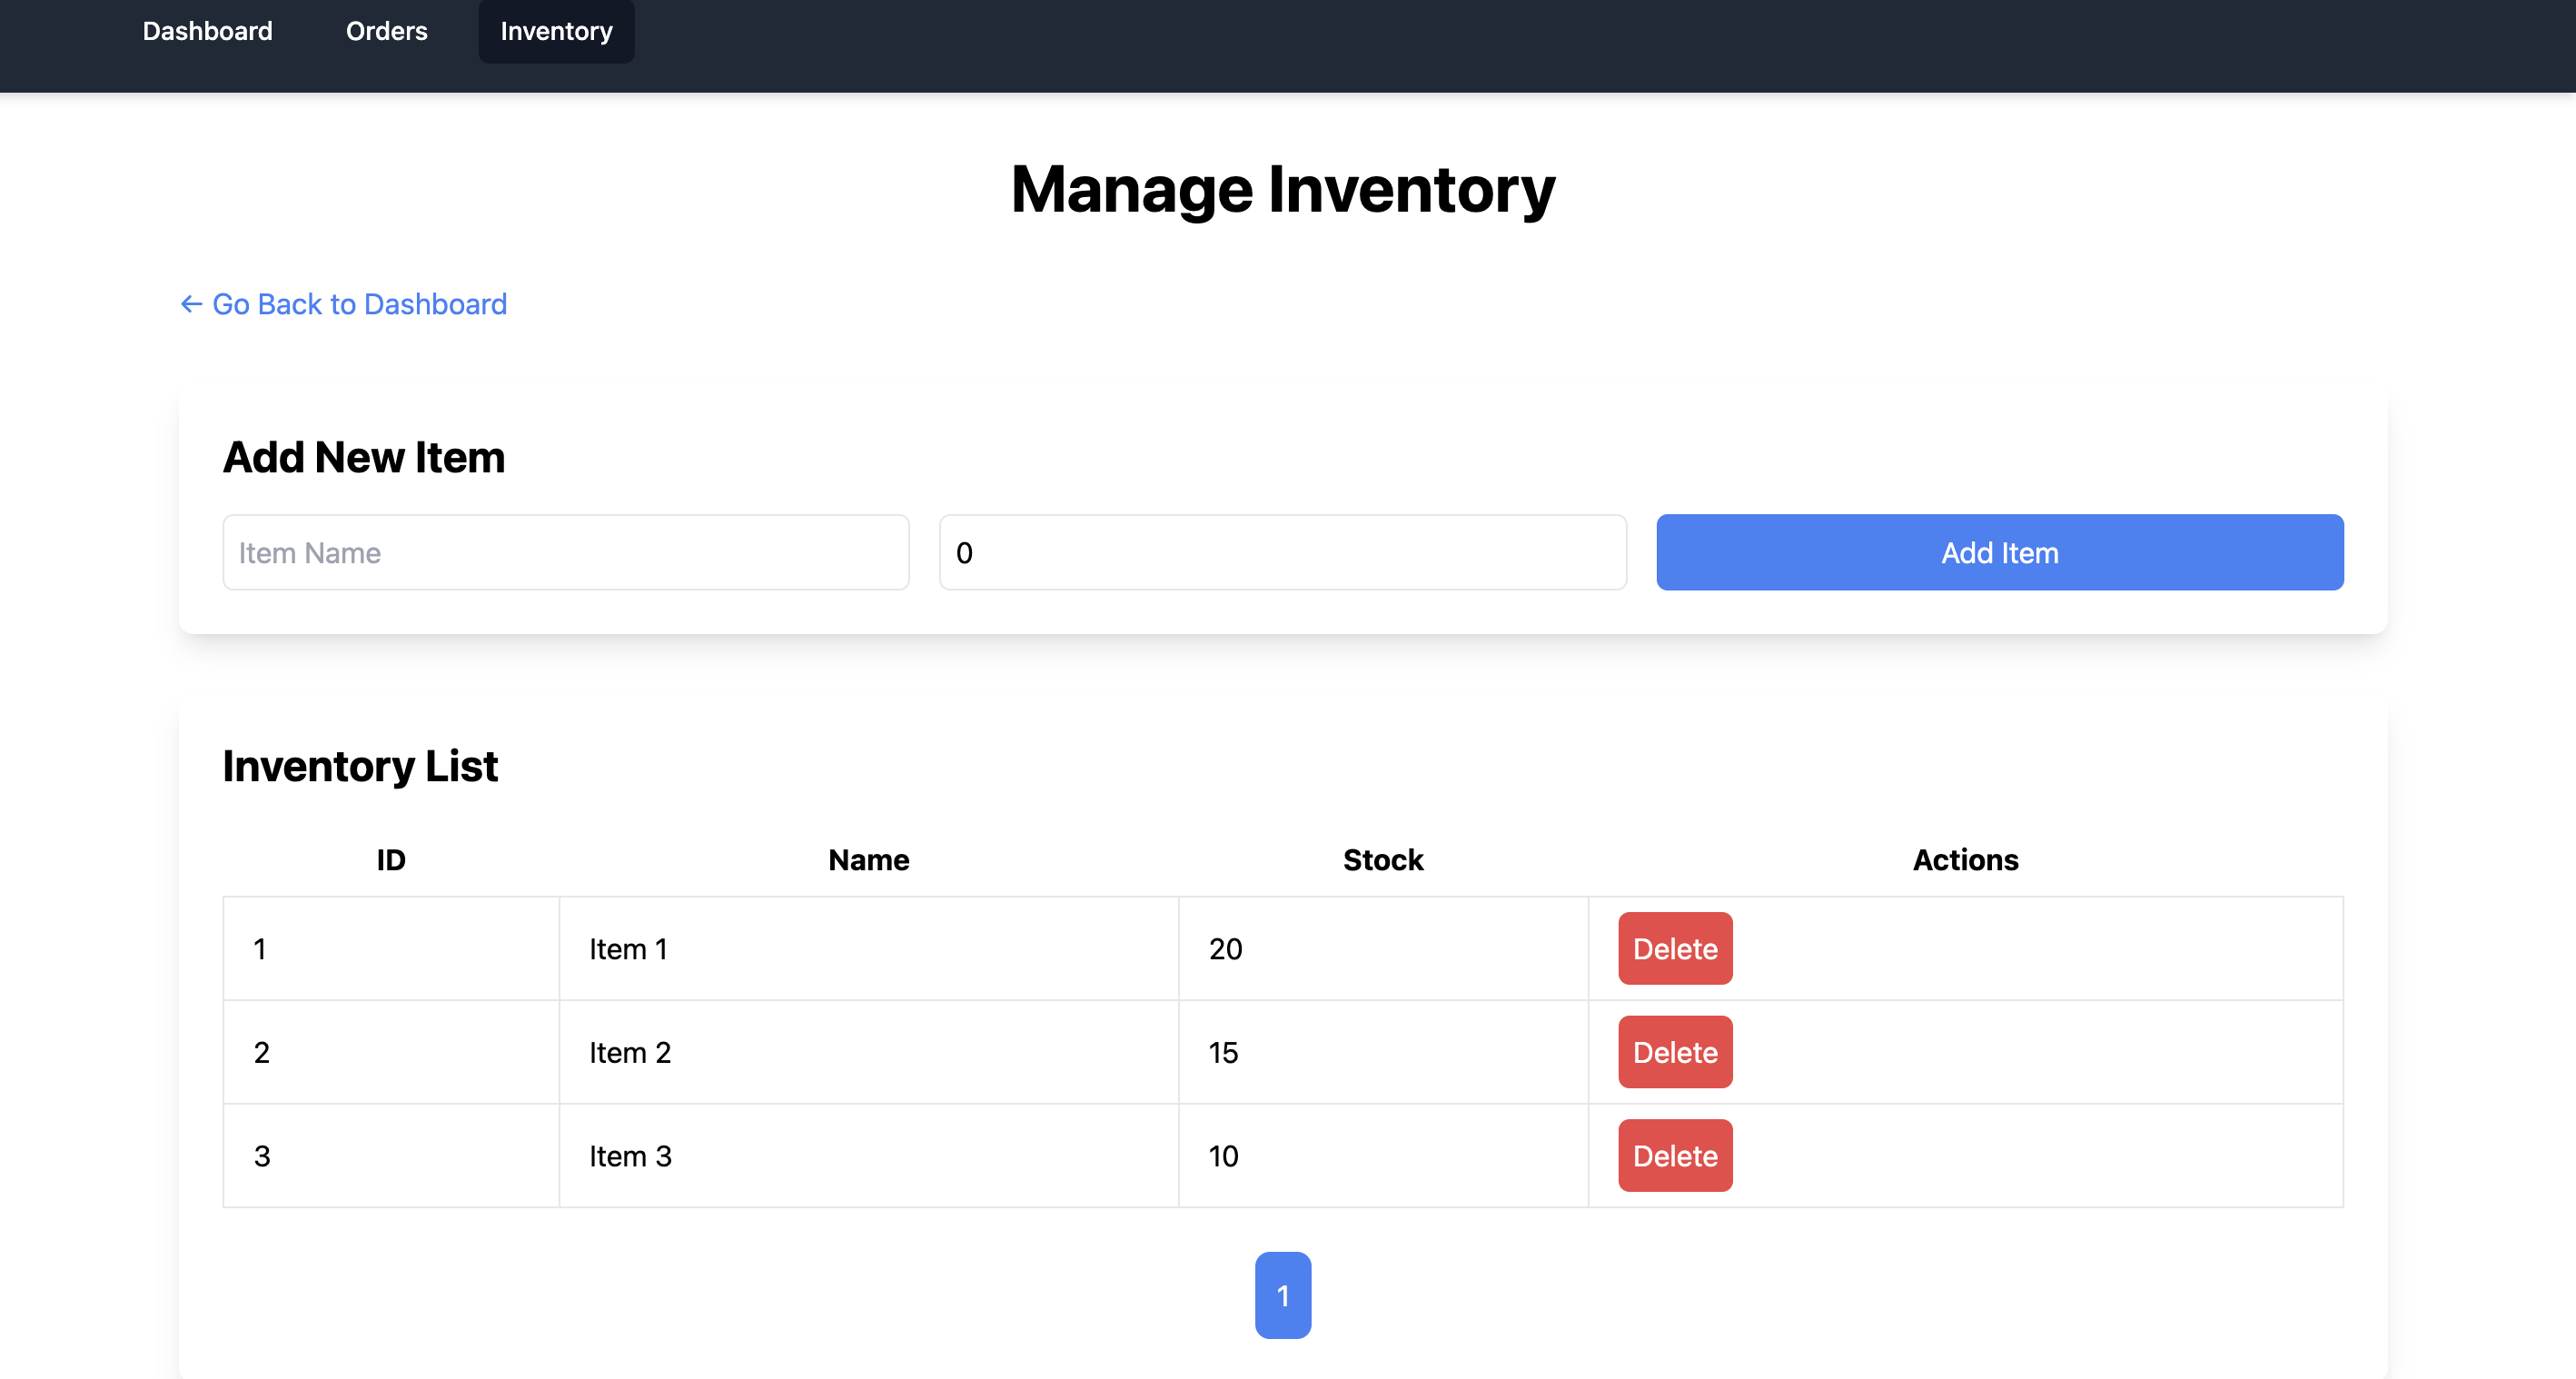 Dashboard Orders Inventory
Manage Inventory
← Go Back to Dashboard
Add New Item
Item Name 0 Add Item
Inventory List
ID Name Stock Actions
1 Item 1 20 Delete
2 Item 2 15 Delete
3 Item 3 10 Delete
1